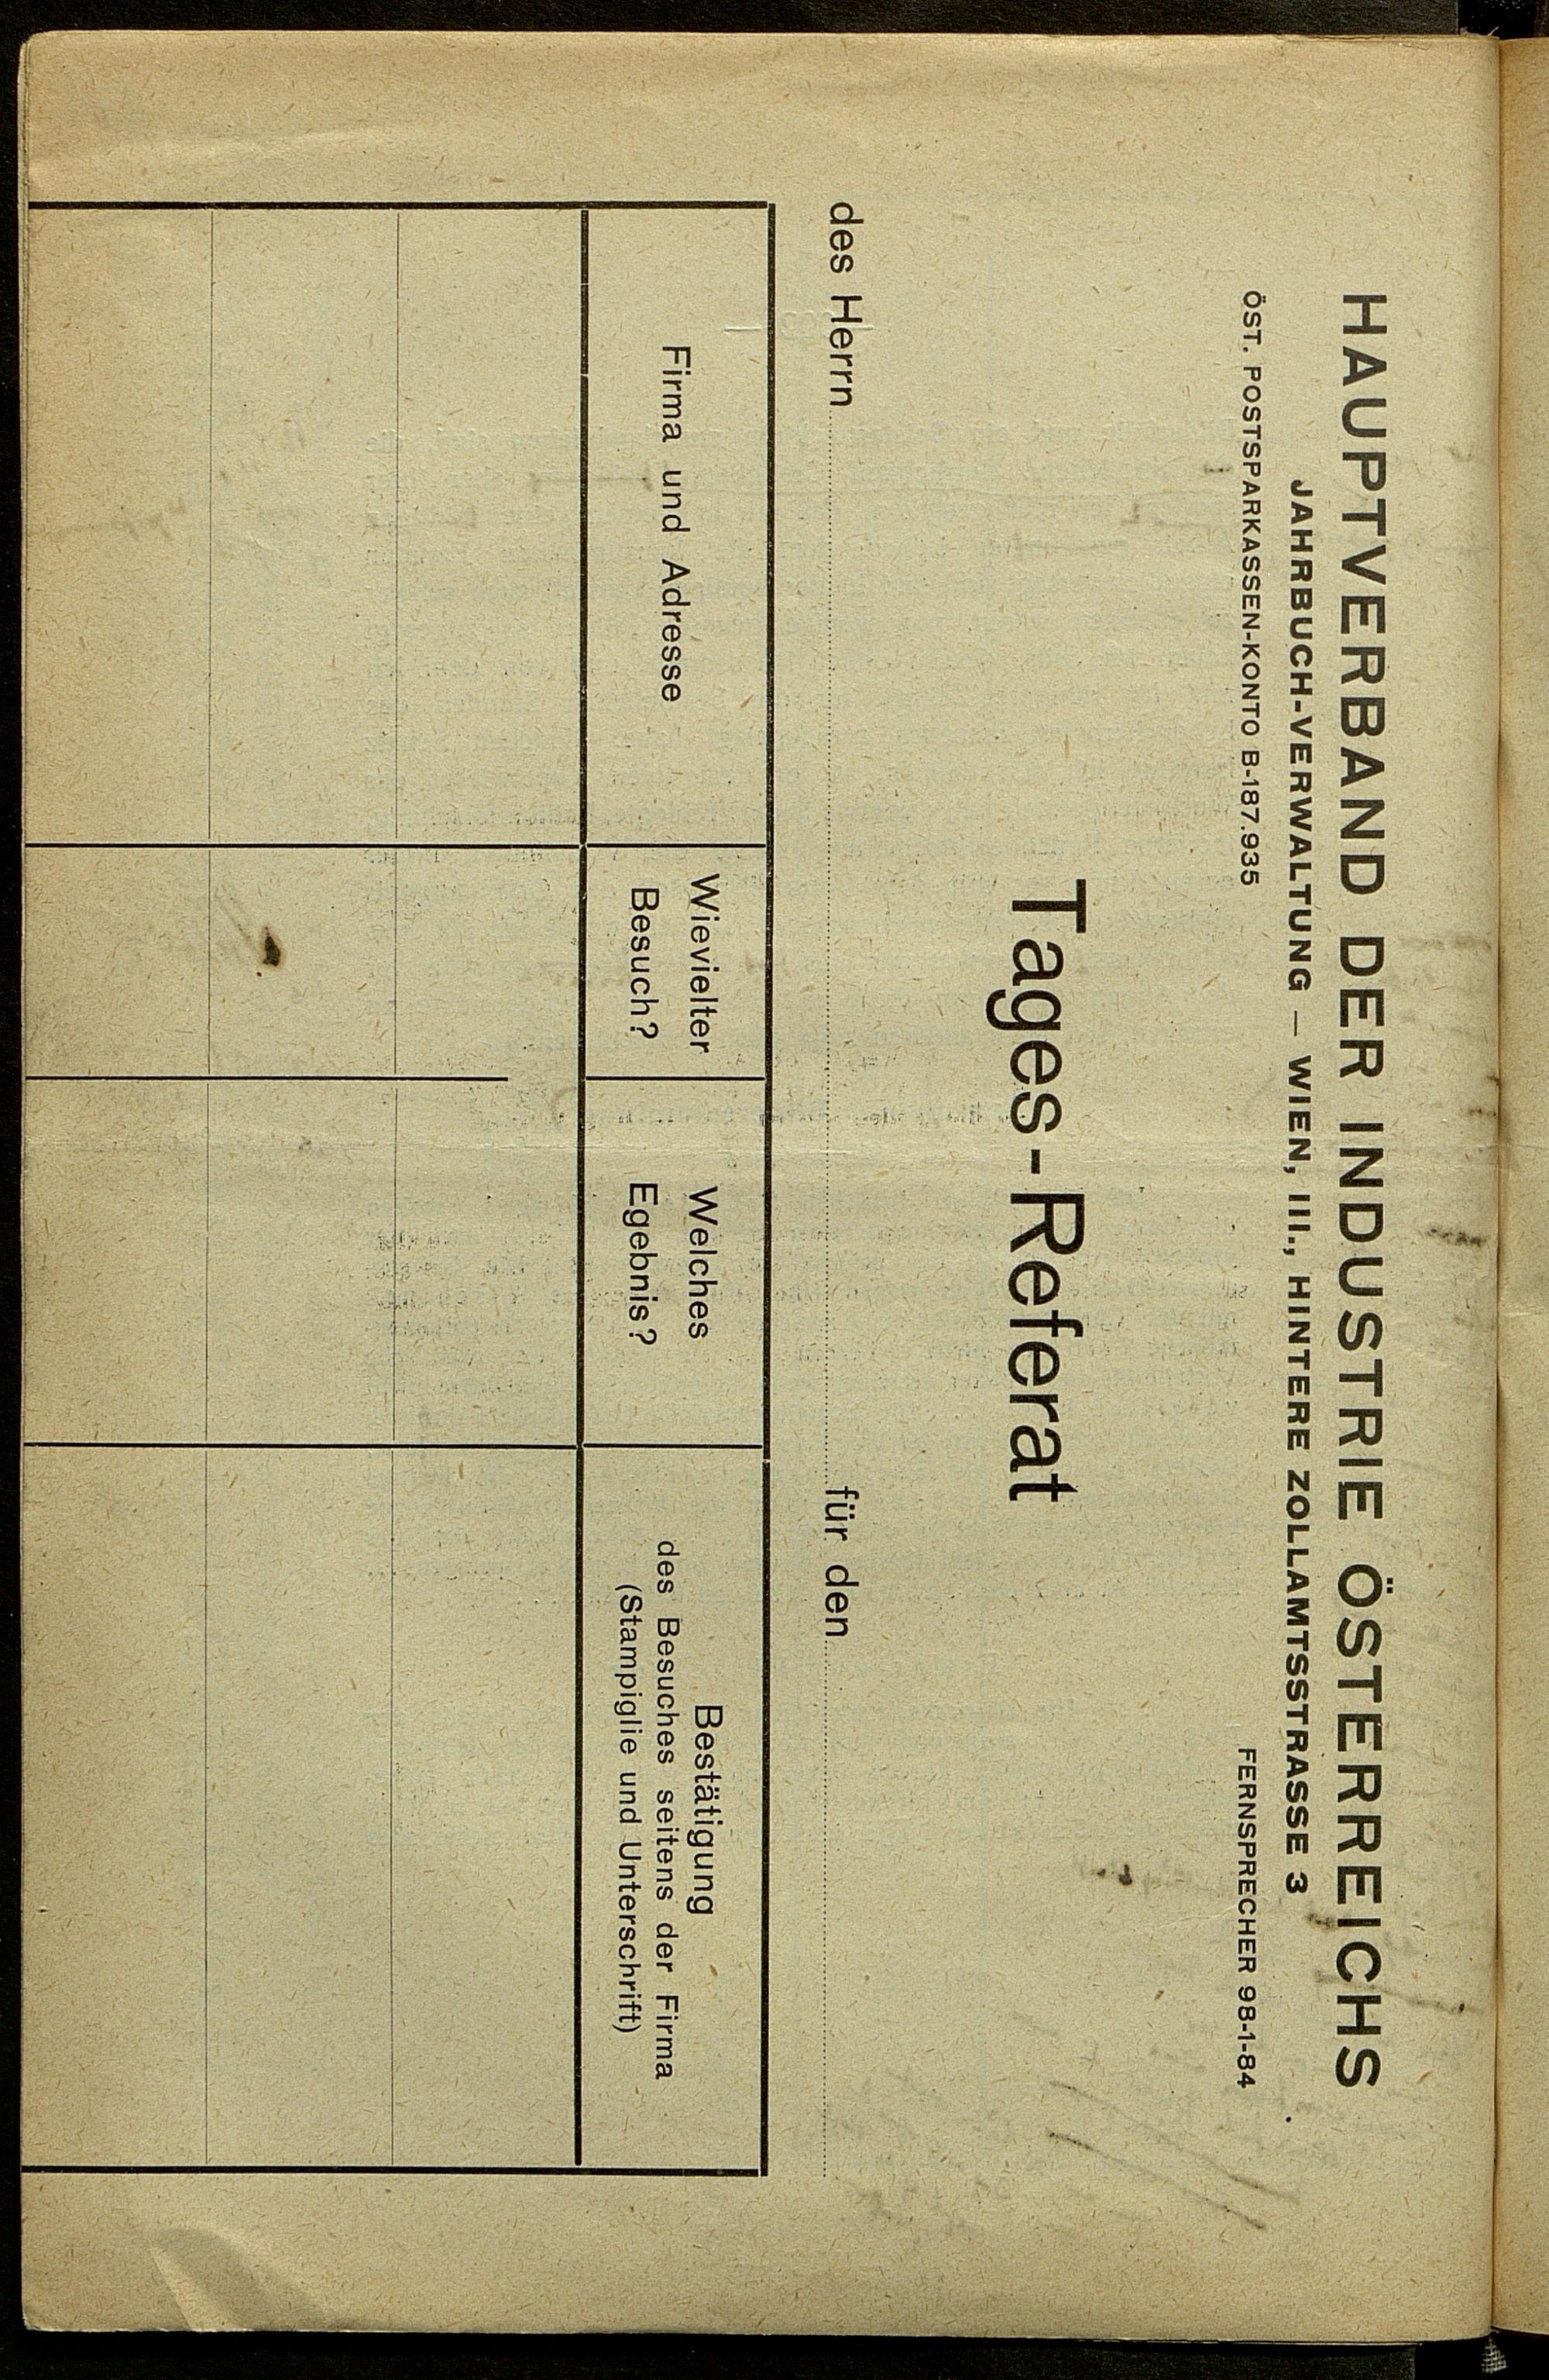 HAUPTVERBAND DER INDUSTRIE ÖSTERREICHS
JAHRBUCH-VERWALTUNG — WIEN, III., HINTERE ZOLLAMTSSTRASSE 3
ÖST. POSTSPARKASSEN-KONTO B-187.935 FERNSPRECHER 98-1-84
Tages-Referat
des Herrn für den
Firma und Adresse
Wievielter
Besuch?
Welches
Egebnis?
Bestätigung
des Besuches seitens der Firma
(Stampiglie und Unterschrift)